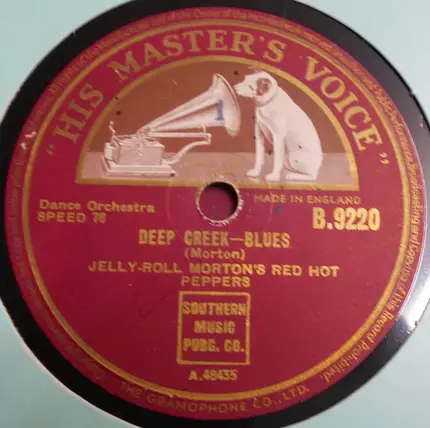 "HIS MASTER'S VOICE"
1
MADE IN ENGLAND
Dance Orchestra
SPEED 78
B.9220
DEEP CREEK—BLUES
(Morton)
JELLY-ROLL MORTON'S RED HOT
PEPPERS
SOUTHERN
MUSIC
PUBG. CO.
A.48435
THE GRAMOPHONE CO., LTD.